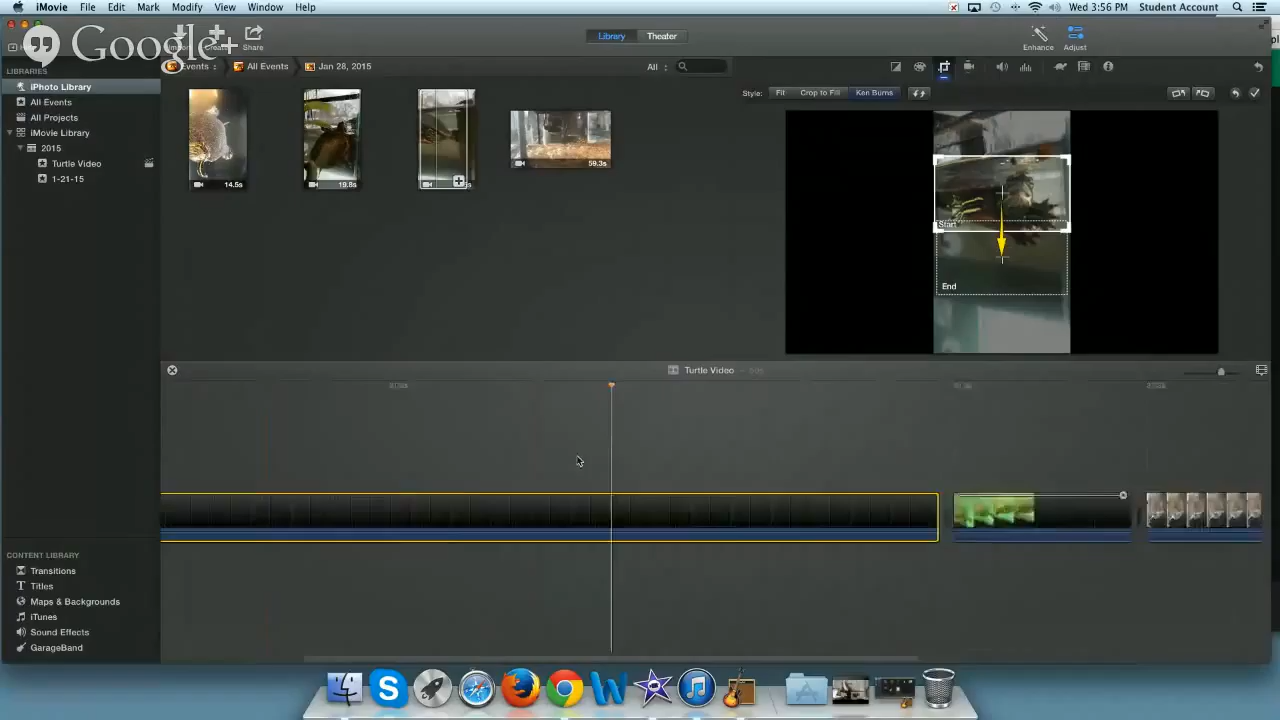 iMovie File Edit Mark Modify View Window Help
Wed 3:56 PM Student Account
Google+
Share
Library Theater
Enhance Adjust
LIBRARIES
Events All Events Jan 28, 2015
All
iPhoto Library
All Events
All Projects
iMovie Library
2015
Turtle Video
1-21-15
Style: Fit Crop to Fill Ken Burns
14.5s
19.8s
59.3s
Start
End
Turtle Video
CONTENT LIBRARY
Transitions
Titles
Maps & Backgrounds
iTunes
Sound Effects
GarageBand